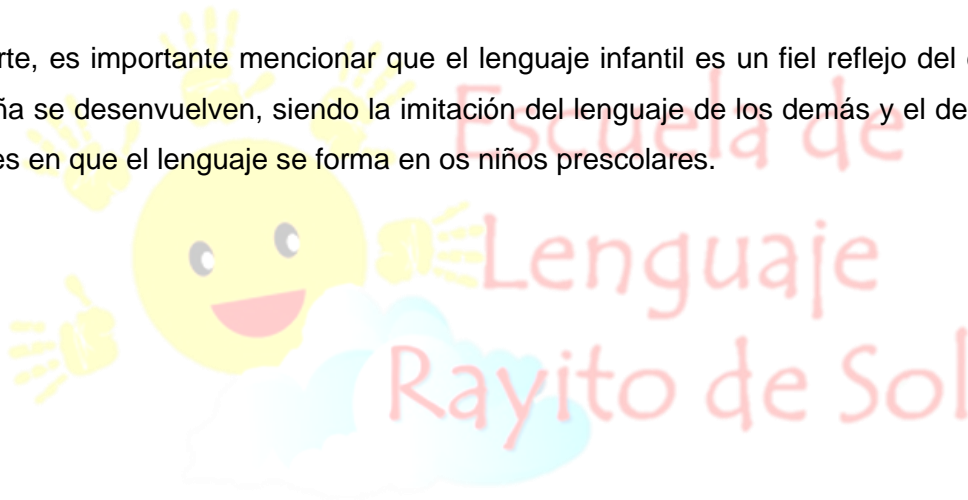 rte, es importante mencionar que el lenguaje infantil es un fiel reflejo del
ña se desenvuelven, siendo la imitación del lenguaje de los demás y el de
es en que el lenguaje se forma en os niños prescolares.
Escuela de
Lenguaje
Rayito de Sol